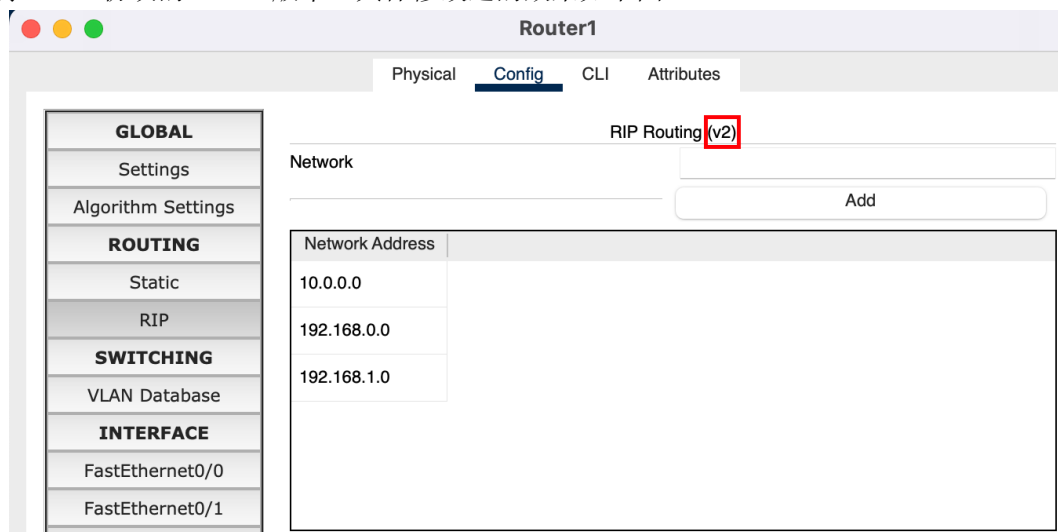 Router1
Physical Config CLI Attributes
GLOBAL
Settings
Algorithm Settings
ROUTING
Static
RIP
SWITCHING
VLAN Database
INTERFACE
FastEthernet0/0
FastEthernet0/1
RIP Routing (v2)
Network
Add
Network Address
10.0.0.0
192.168.0.0
192.168.1.0